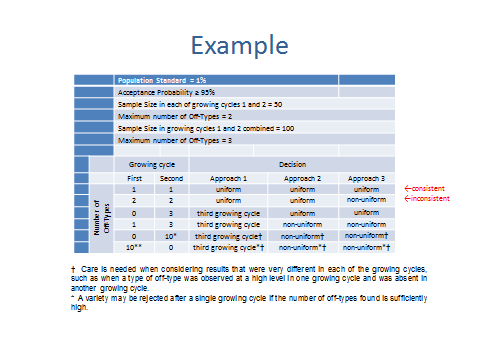 Example
Population Standard = 1%
Acceptance Probability ≥ 95%
Sample Size in each of growing cycles 1 and 2 = 50
Maximum number of Off-Types = 2
Sample Size in growing cycles 1 and 2 combined = 100
Maximum number of Off-Types = 3
Growing cycle Decision
First Second Approach 1 Approach 2 Approach 3
Number of Off-Types
1 1 uniform uniform uniform ←consistent
2 2 uniform uniform non-uniform ←inconsistent
0 3 third growing cycle uniform uniform
1 3 third growing cycle non-uniform non-uniform
0 10* third growing cycle† non-uniform† non-uniform†
10** 0 third growing cycle*† non-uniform*† non-uniform*†
† Care is needed when considering results that were very different in each of the growing cycles,
such as when a type of off-type was observed at a high level in one growing cycle and was absent in
another growing cycle.
* A variety may be rejected after a single growing cycle if the number of off-types found is sufficiently
high.